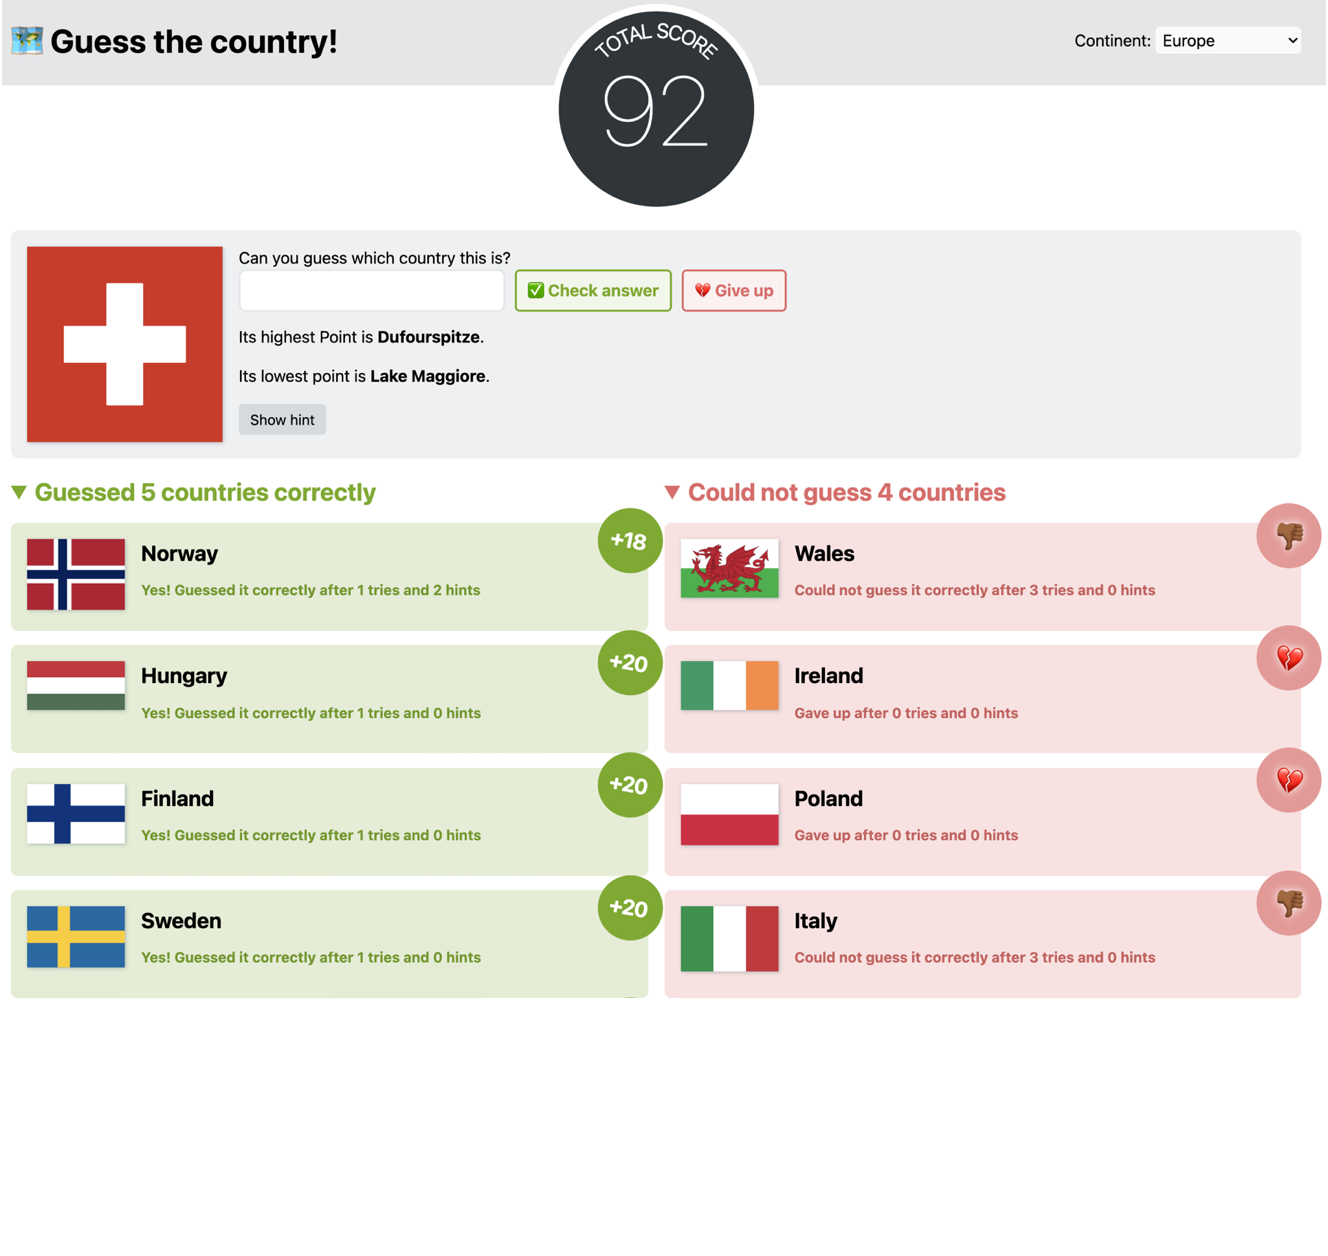 Guess the country!
TOTAL SCORE
92
Continent: Europe
Can you guess which country this is?
Check answer
Give up
Its highest Point is Dufourspitze.
Its lowest point is Lake Maggiore.
Show hint
Guessed 5 countries correctly
Norway
+18
Yes! Guessed it correctly after 1 tries and 2 hints
Hungary
+20
Yes! Guessed it correctly after 1 tries and 0 hints
Finland
+20
Yes! Guessed it correctly after 1 tries and 0 hints
Sweden
+20
Yes! Guessed it correctly after 1 tries and 0 hints
Could not guess 4 countries
Wales
Could not guess it correctly after 3 tries and 0 hints
Ireland
Gave up after 0 tries and 0 hints
Poland
Gave up after 0 tries and 0 hints
Italy
Could not guess it correctly after 3 tries and 0 hints